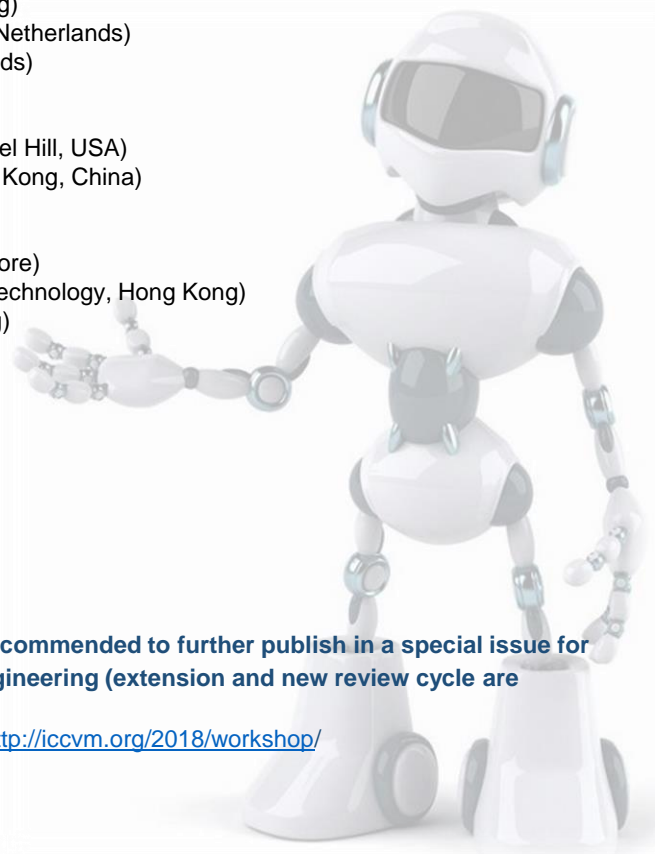 g)
Netherlands)
ds)
el Hill, USA)
Kong, China)
ore)
echnology, Hong Kong)
g)
commended to further publish in a special issue for
gineering (extension and new review cycle are
ttp://iccvm.org/2018/workshop/